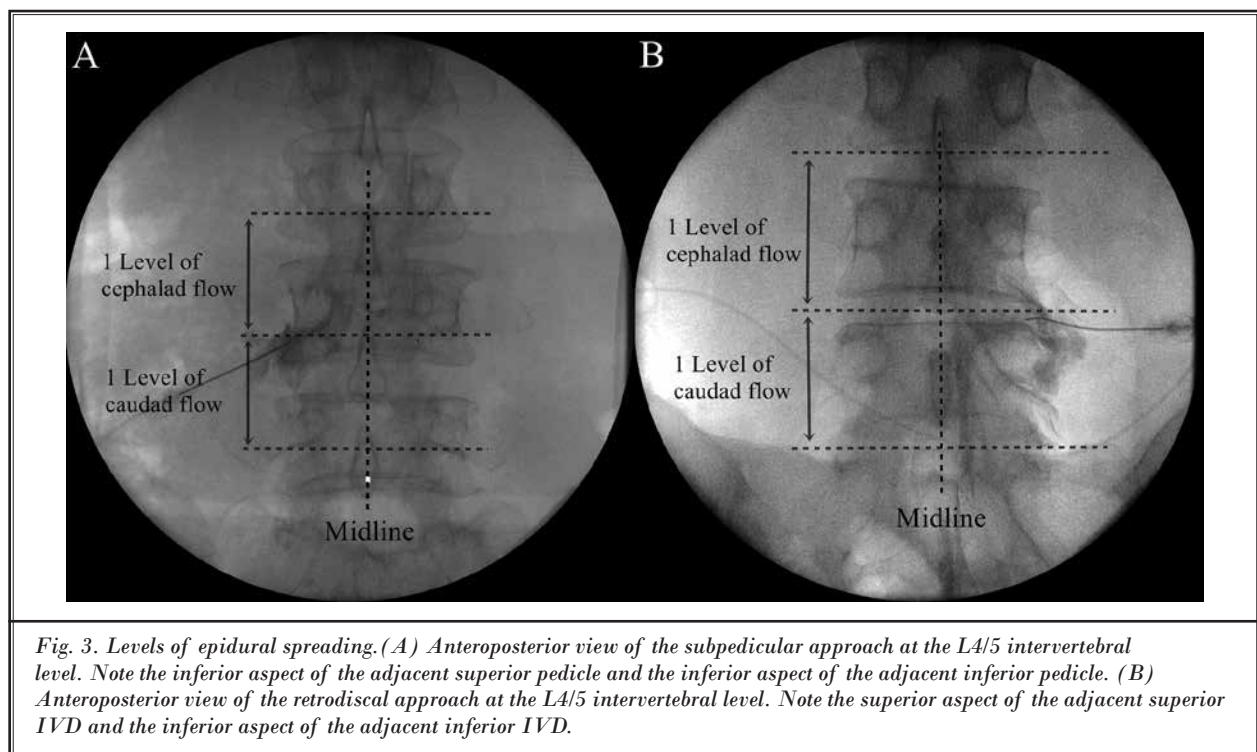 A
B
1 Level of
cephalad flow
1 Level of
caudad flow
Midline
1 Level of
cephalad flow
1 Level of
caudad flow
Midline
Fig. 3. Levels of epidural spreading.(A) Anteroposterior view of the subpedicular approach at the L4/5 intervertebral
level. Note the inferior aspect of the adjacent superior pedicle and the inferior aspect of the adjacent inferior pedicle. (B)
Anteroposterior view of the retrodiscal approach at the L4/5 intervertebral level. Note the superior aspect of the adjacent superior
IVD and the inferior aspect of the adjacent inferior IVD.